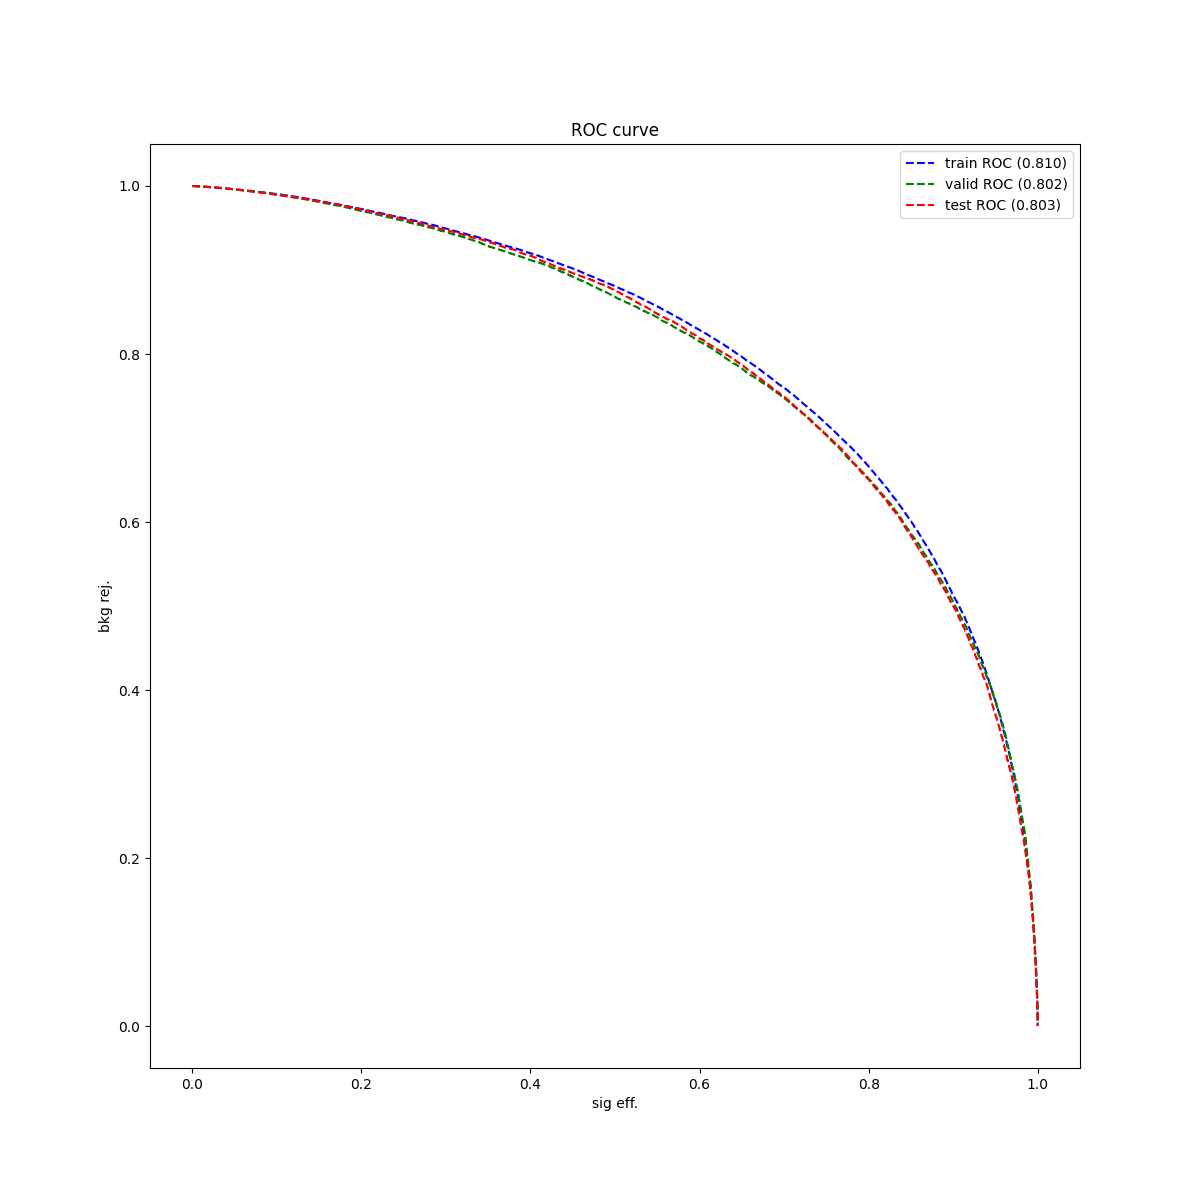 ROC curve
train ROC (0.810)
valid ROC (0.802)
test ROC (0.803)
1.0
0.8
0.6
0.4
0.2
0.0
bkg rej.
0.0 0.2 0.4 0.6 0.8 1.0
sig eff.